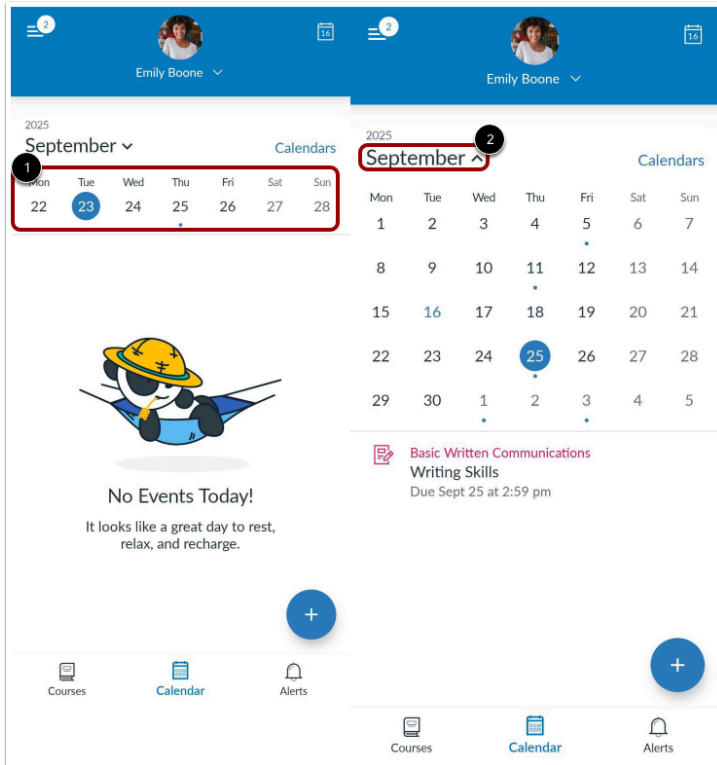 2
16
Emily Boone
2025
September
Calendars
1
Mon Tue Wed Thu Fri Sat Sun
22 23 24 25 26 27 28
No Events Today!
It looks like a great day to rest,
relax, and recharge.
+
Courses Calendar Alerts
2
16
Emily Boone
2025
2
September
Calendars
Mon Tue Wed Thu Fri Sat Sun
1 2 3 4 5 6 7
8 9 10 11 12 13 14
15 16 17 18 19 20 21
22 23 24 25 26 27 28
29 30 1 2 3 4 5
Basic Written Communications
Writing Skills
Due Sept 25 at 2:59 pm
+
Courses Calendar Alerts